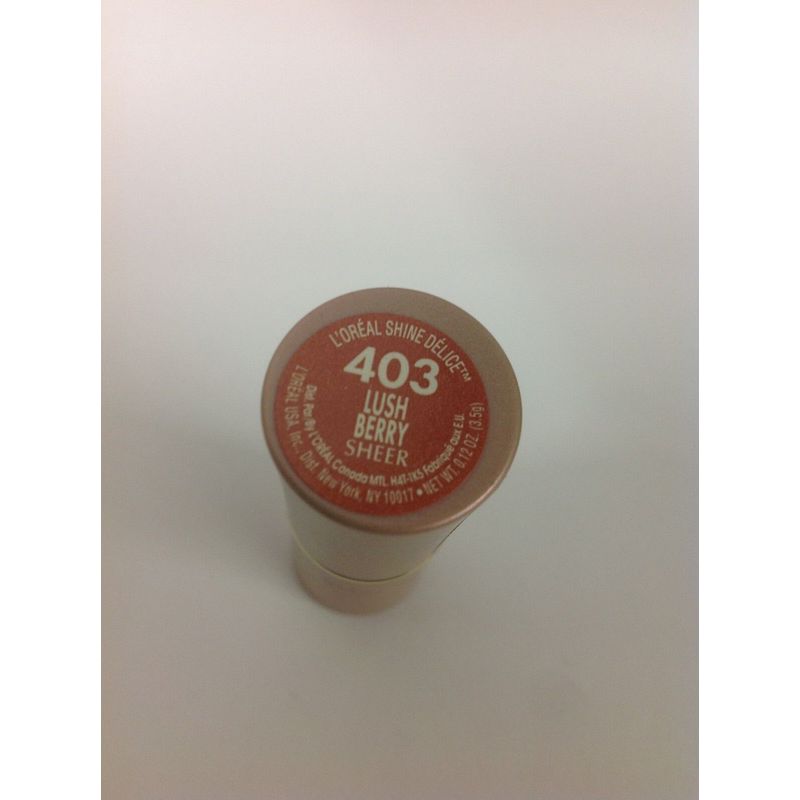 L'ORÉAL SHINE DÉLICE™
403
LUSH
BERRY
SHEER
Dist. Par/By L'ORÉAL Canada MTL. H4T-1K5 Fabriqué aux E.U.
L'ORÉAL USA, Inc., Dist. New York, NY 10017 • NET WT. 0.12 OZ. (3.5g)